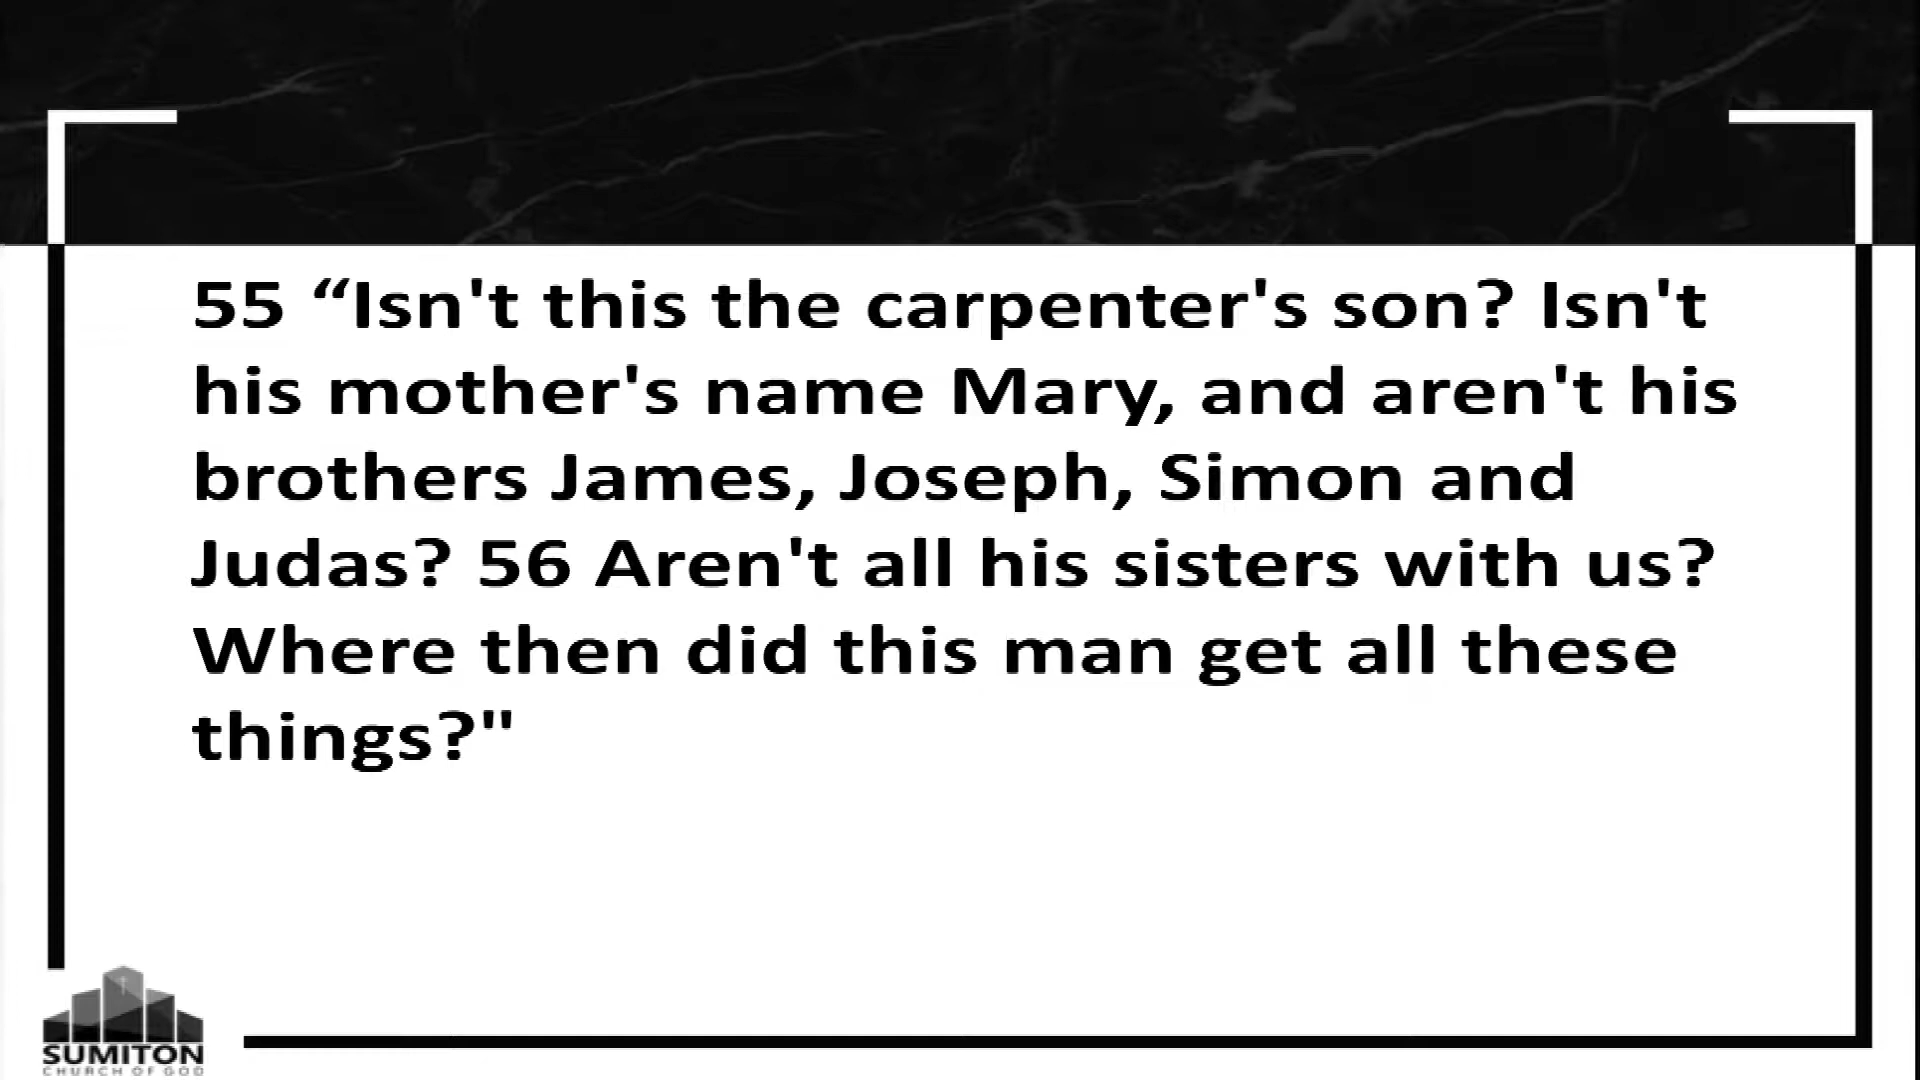 55 “Isn't this the carpenter's son? Isn't
his mother's name Mary, and aren't his
brothers James, Joseph, Simon and
Judas? 56 Aren't all his sisters with us?
Where then did this man get all these
things?"
SUMITON
CHURCH OF GOD